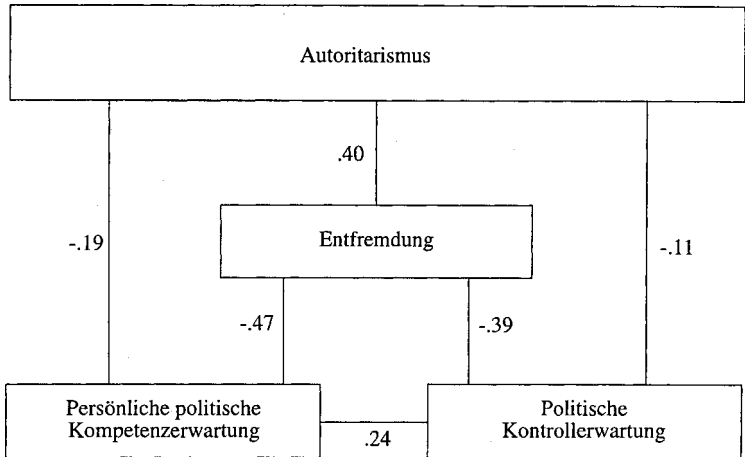 Autoritarismus
.40
Entfremdung
-.19
-.11
-.47
-.39
Persönliche politische
Kompetenzerwartung
.24
Politische
Kontrollerwartung